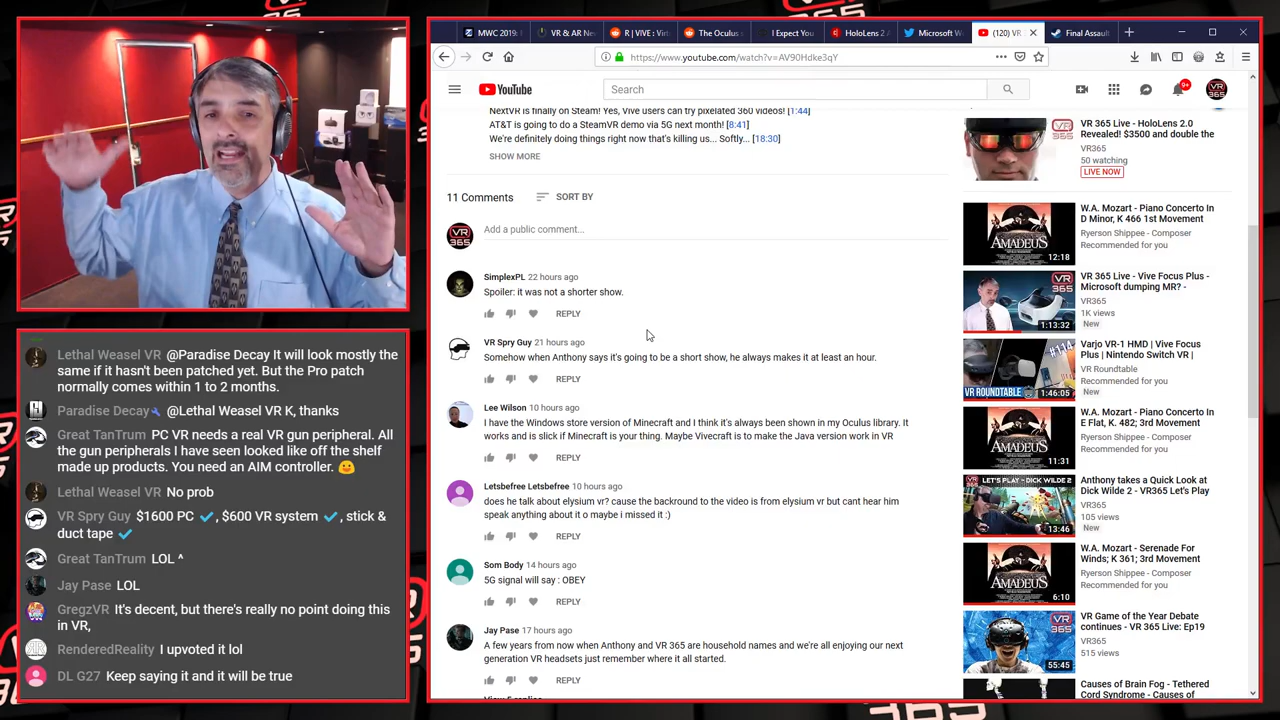 MWC 2019:
VR & AR Ne
R | VIVE : Virtu
The Oculus s
I Expect You
HoloLens 2 A
Microsoft We
(120) VR
Final Assault
https://www.youtube.com/watch?v=AV90Hdke3qY
YouTube
Search
9+
VR 365
NextVR is finally on Steam! Yes, Vive users can try pixelated 360 videos! [1:44]
AT&T is going to do a SteamVR demo via 5G next month! [8:41]
We're definitely doing things right now that's killing us... Softly... [18:30]
SHOW MORE
11 Comments
SORT BY
VR 365
Add a public comment...
SimplexPL 22 hours ago
Spoiler: it was not a shorter show.
REPLY
VR Spry Guy 21 hours ago
Somehow when Anthony says it's going to be a short show, he always makes it at least an hour.
REPLY
Lee Wilson 10 hours ago
I have the Windows store version of Minecraft and I think it's always been shown in my Oculus library. It
works and is slick if Minecraft is your thing. Maybe Vivecraft is to make the Java version work in VR
REPLY
Letsbefree Letsbefree 10 hours ago
does he talk about elysium vr? cause the backround to the video is from elysium vr but cant hear him
speak anything about it o maybe i missed it :)
REPLY
Som Body 14 hours ago
5G signal will say : OBEY
REPLY
Jay Pase 17 hours ago
A few years from now when Anthony and VR 365 are household names and we're all enjoying our next
generation VR headsets just remember where it all started.
REPLY
View 5 replies
VR 365 Live - HoloLens 2.0
Revealed! $3500 and double the
VR365
50 watching
LIVE NOW
W.A. Mozart - Piano Concerto In
D Minor, K 466 1st Movement
Ryerson Shippee - Composer
Recommended for you
AMADEUS
12:18
VR 365 Live - Vive Focus Plus -
Microsoft dumping MR? -
VR365
1K views
New
1:13:32
Varjo VR-1 HMD | Vive Focus
Plus | Nintendo Switch VR |
VR Roundtable
Recommended for you
New
#114
VR ROUNDTABLE
1:46:05
W.A. Mozart - Piano Concerto In
E Flat, K. 482; 3rd Movement
Ryerson Shippee - Composer
Recommended for you
AMADEUS
11:31
Anthony takes a Quick Look at
Dick Wilde 2 - VR365 Let's Play
VR365
105 views
New
LET'S PLAY - DICK WILDE 2
13:46
W.A. Mozart - Serenade For
Winds; K 361; 3rd Movement
Ryerson Shippee - Composer
Recommended for you
AMADEUS
6:10
VR Game of the Year Debate
continues - VR 365 Live: Ep19
VR365
515 views
55:45
Causes of Brain Fog - Tethered
Cord Syndrome - Causes of
Lethal Weasel VR @Paradise Decay It will look mostly the
same if it hasn't been patched yet. But the Pro patch
normally comes within 1 to 2 months.
Paradise Decay @Lethal Weasel VR K, thanks
Great TanTrum PC VR needs a real VR gun peripheral. All
the gun peripherals I have seen looked like off the shelf
made up products. You need an AIM controller.
Lethal Weasel VR No prob
VR Spry Guy $1600 PC ✔, $600 VR system ✔, stick &
duct tape ✔
Great TanTrum LOL ^
Jay Pase LOL
GregzVR It's decent, but there's really no point doing this
in VR,
RenderedReality I upvoted it lol
DL G27 Keep saying it and it will be true